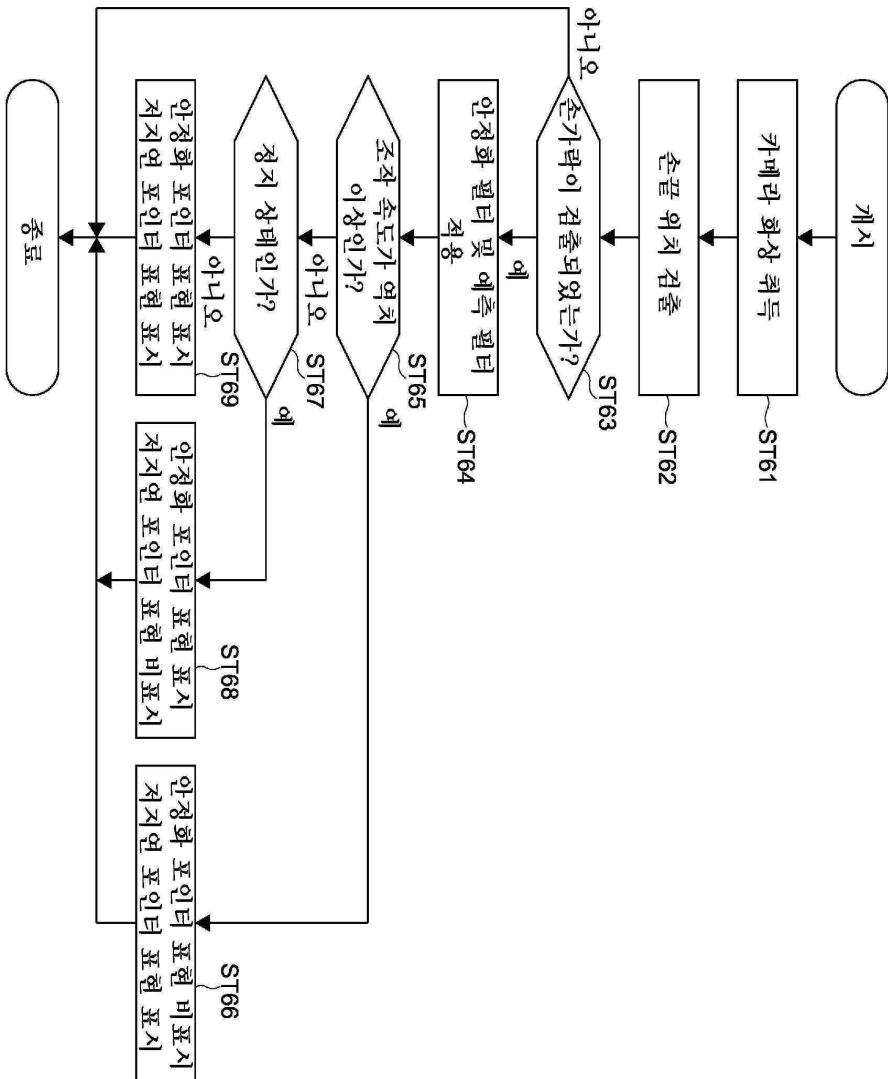 개시
카메라 화상 취득
ST61
손끝 위치 검출
ST62
손가락이 검출되었는가?
ST63
아니오
예
안정화 필터 및 예측 필터
적용
ST64
조작 속도가 역치
이상인가?
ST65
예
아니오
정지 상태인가?
ST67
예
아니오
안정화 포인터 표현 표시
저지연 포인터 표현 표시
ST69
안정화 포인터 표현 표시
저지연 포인터 표현 비표시
ST68
안정화 포인터 표현 비표시
저지연 포인터 표현 표시
ST66
종료